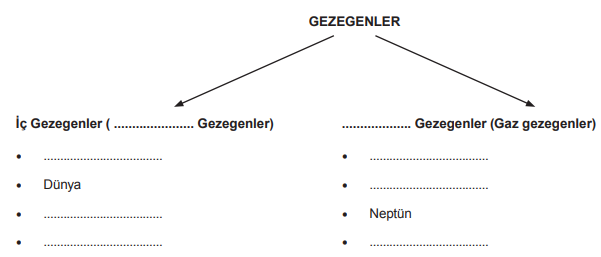 GEZEGENLER
İç Gezegenler ( ...................... Gezegenler)
• ....................................
• Dünya
• ....................................
• ....................................
................... Gezegenler (Gaz gezegenler)
• ....................................
• ....................................
• Neptün
• ....................................